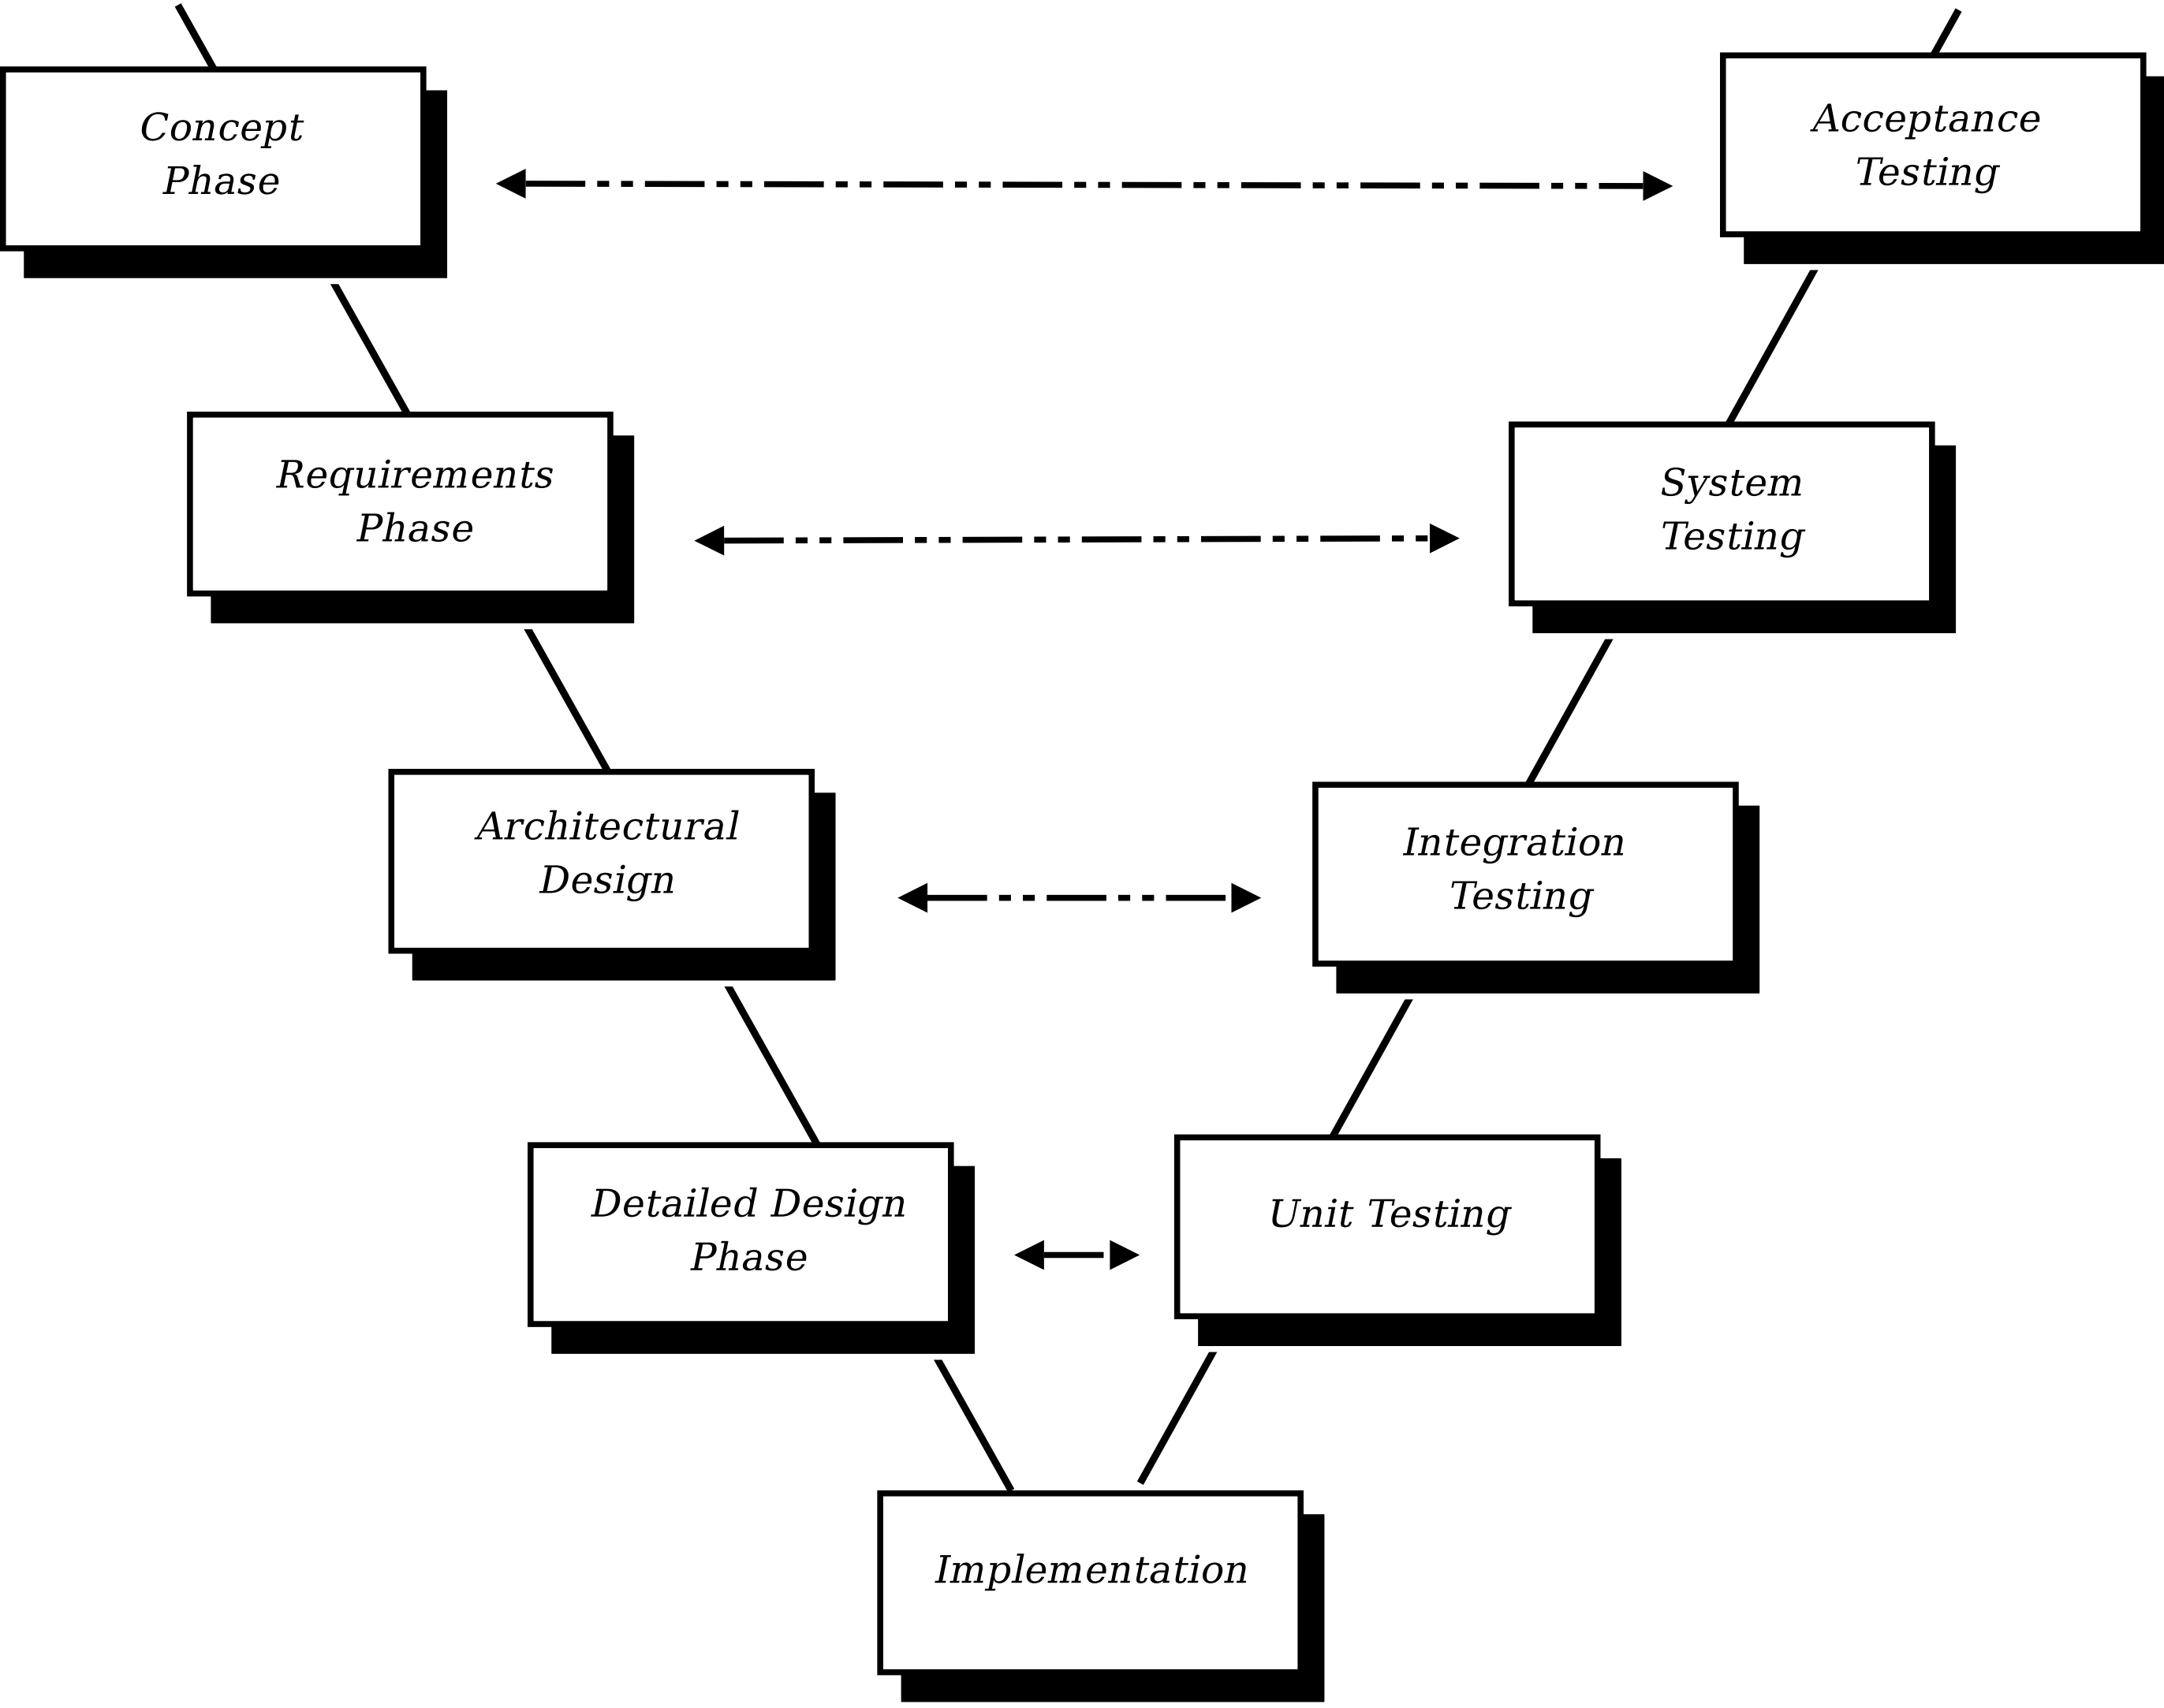 Concept
Phase
Acceptance
Testing
Requirements
Phase
System
Testing
Architectural
Design
Integration
Testing
Detailed Design
Phase
Unit Testing
Implementation